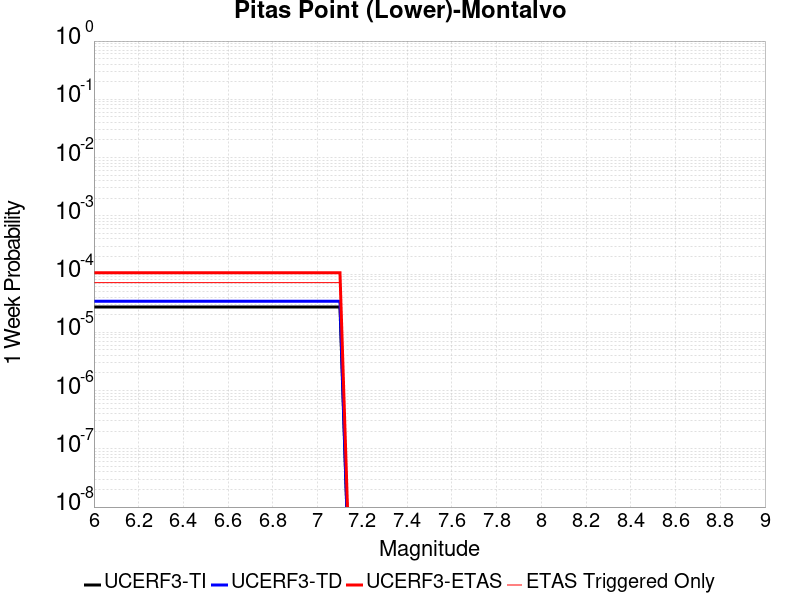 Pitas Point (Lower)-Montalvo
10^0
10^-1
10^-2
10^-3
10^-4
10^-5
10^-6
10^-7
10^-8
1 Week Probability
6 6.2 6.4 6.6 6.8 7 7.2 7.4 7.6 7.8 8 8.2 8.4 8.6 8.8 9
Magnitude
UCERF3-TI UCERF3-TD UCERF3-ETAS ETAS Triggered Only